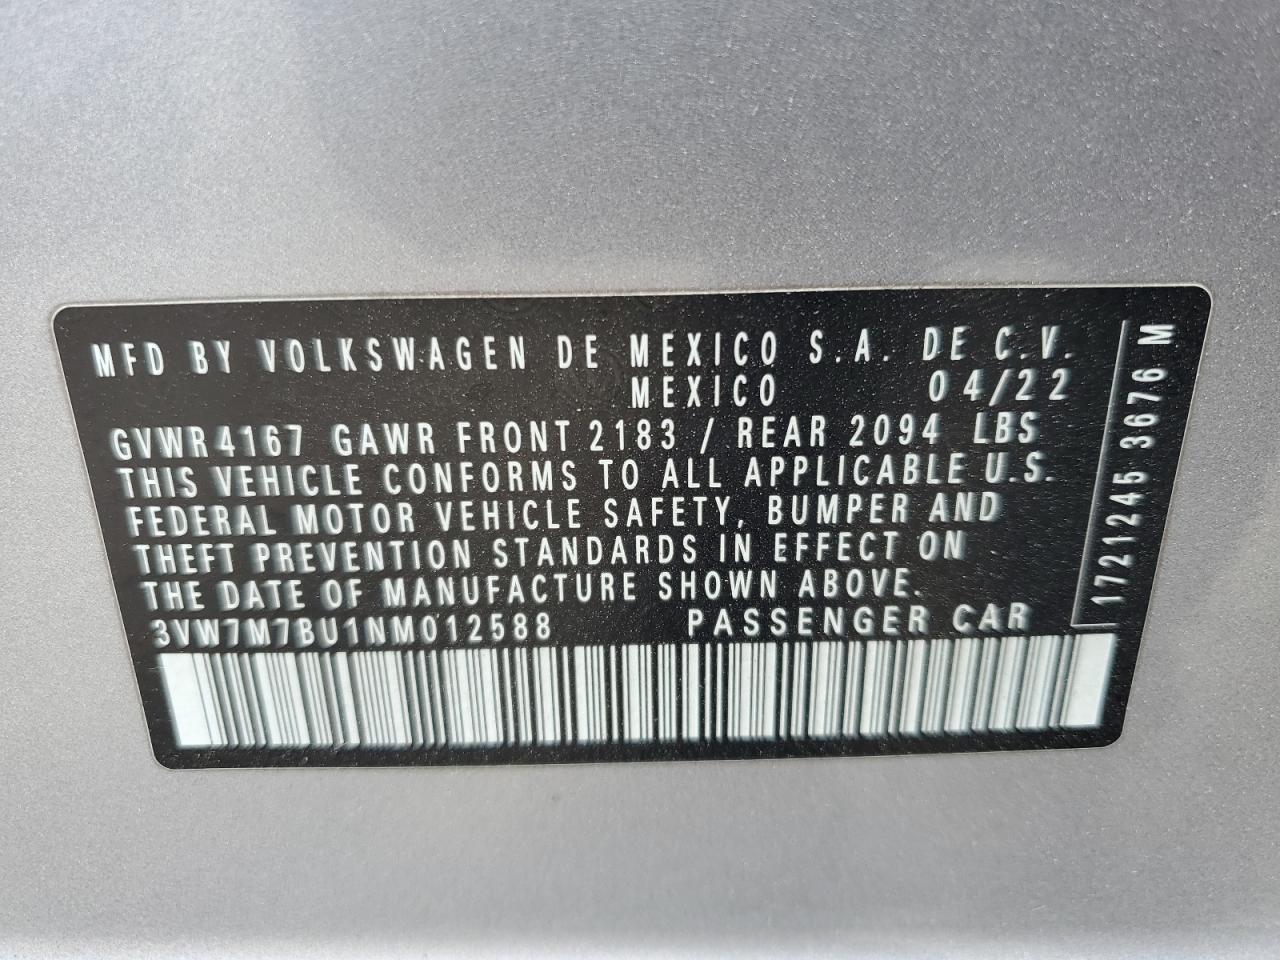 MFD BY VOLKSWAGEN DE MEXICO S.A. DE C.V.
MEXICO 04/22
GVWR 4167 GAWR FRONT 2183 / REAR 2094 LBS
THIS VEHICLE CONFORMS TO ALL APPLICABLE U.S.
FEDERAL MOTOR VEHICLE SAFETY, BUMPER AND
THEFT PREVENTION STANDARDS IN EFFECT ON
THE DATE OF MANUFACTURE SHOWN ABOVE.
3VW7M7BU1NM012588 PASSENGER CAR
1721245 3676 M